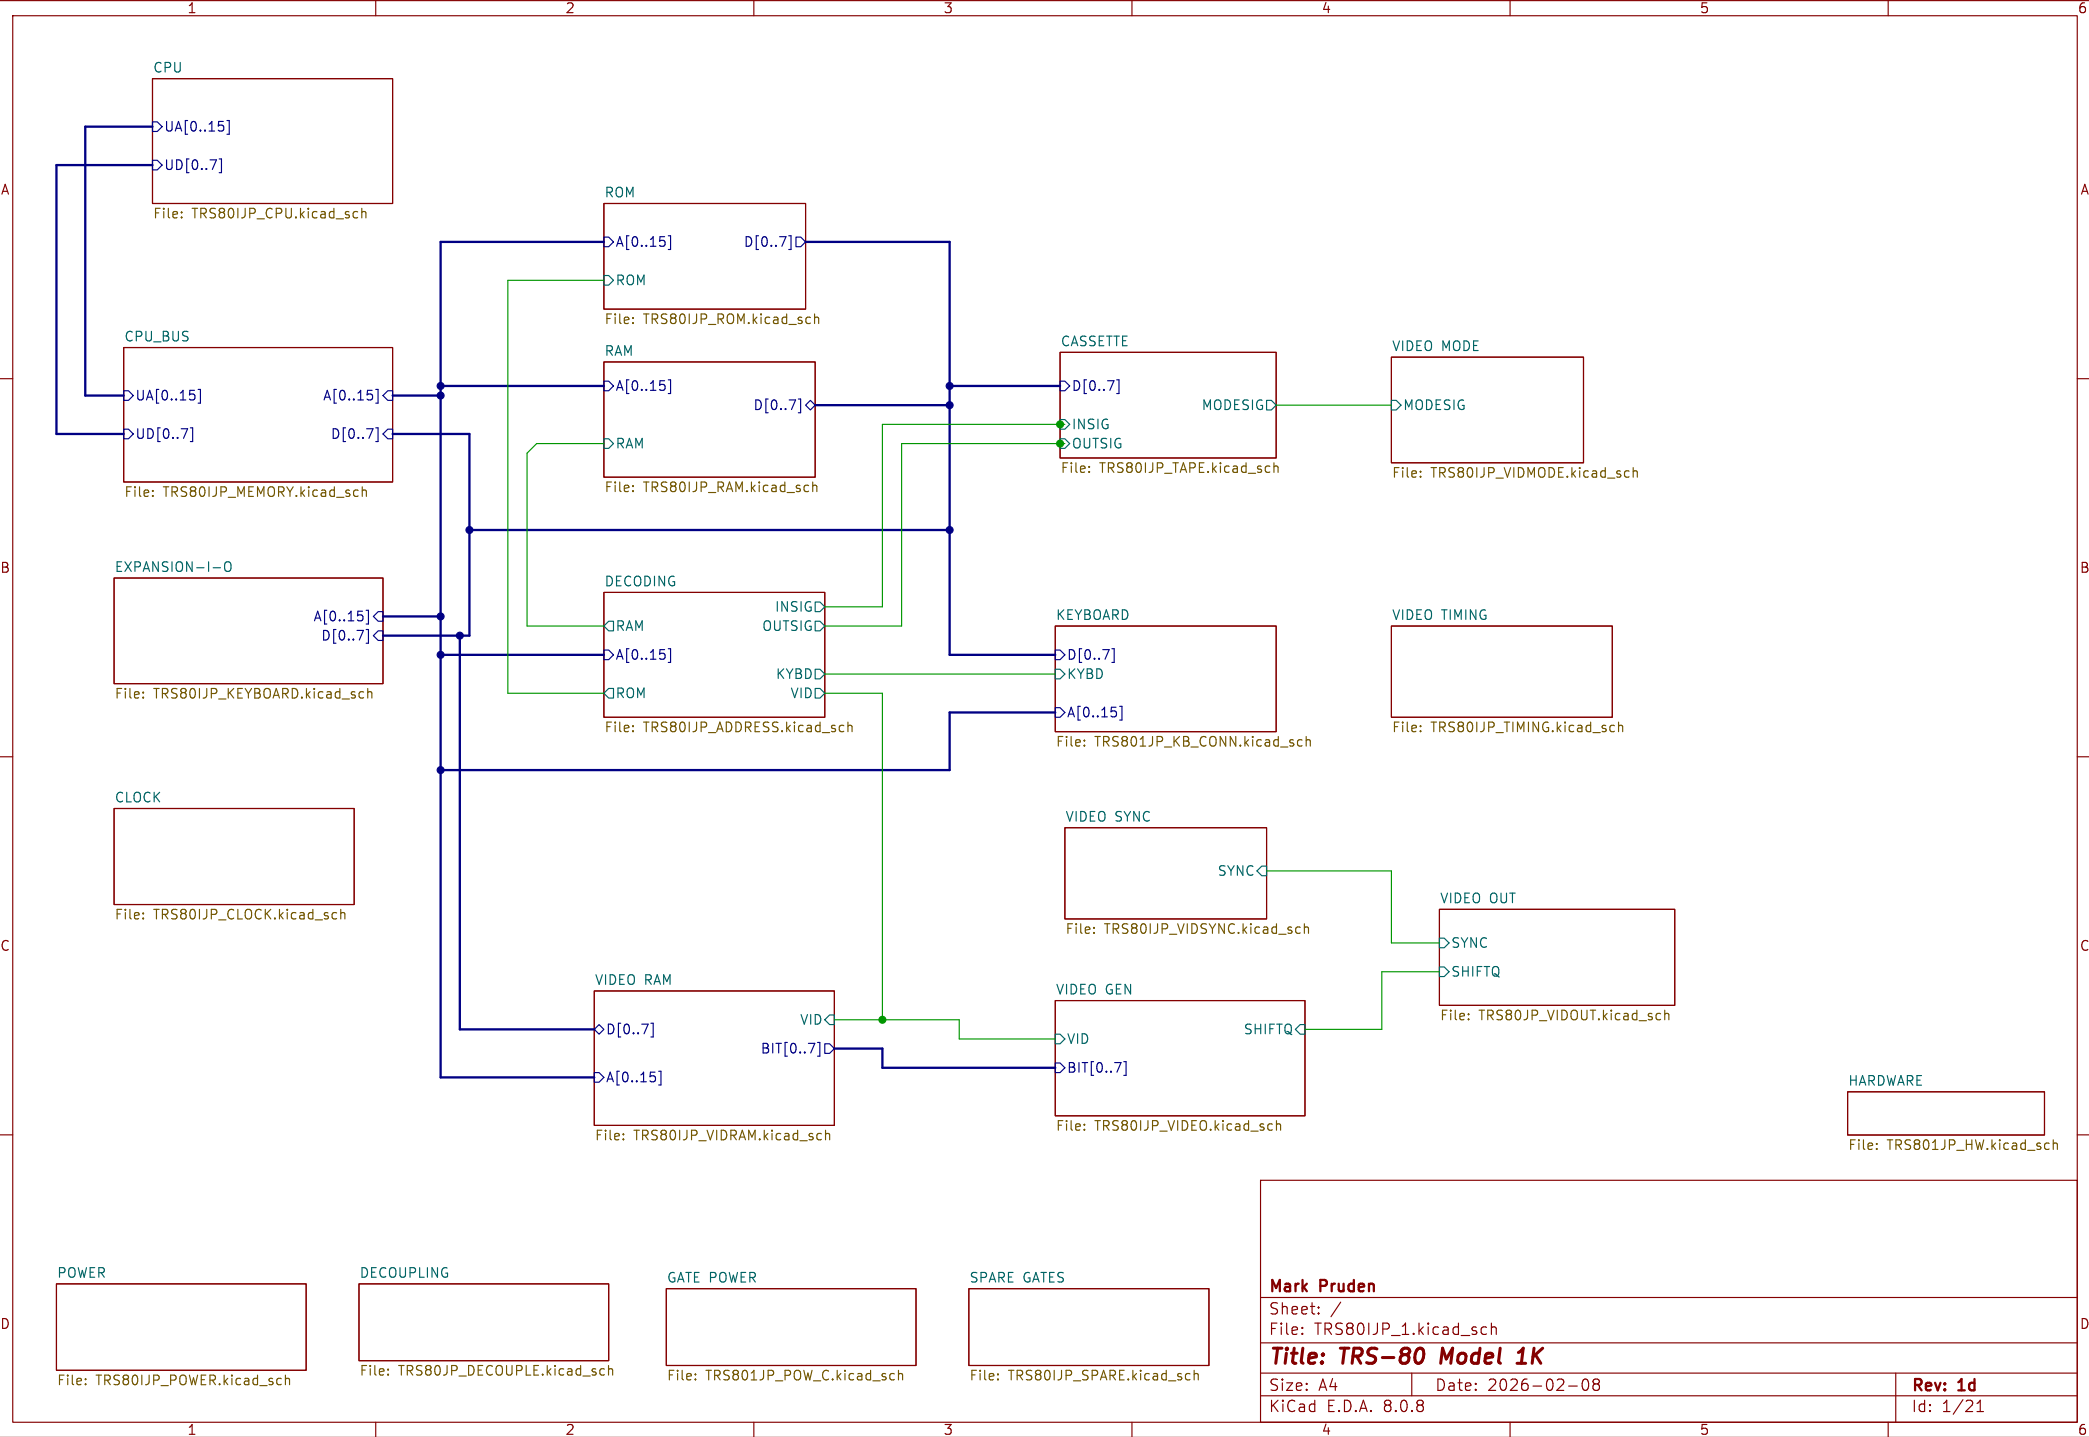 1 2 3 4 5 6
A
B
C
D
A
B
C
D
CPU
UA[0..15]
UD[0..7]
File: TRS80IJP_CPU.kicad_sch
CPU_BUS
UA[0..15] A[0..15]
UD[0..7] D[0..7]
File: TRS80IJP_MEMORY.kicad_sch
EXPANSION-I-O
A[0..15]
D[0..7]
File: TRS80IJP_KEYBOARD.kicad_sch
CLOCK
File: TRS80IJP_CLOCK.kicad_sch
ROM
A[0..15] D[0..7]
ROM
File: TRS80IJP_ROM.kicad_sch
RAM
A[0..15]
D[0..7]
RAM
File: TRS80IJP_RAM.kicad_sch
DECODING
INSIG
RAM OUTSIG
A[0..15]
KYBD
ROM VID
File: TRS80IJP_ADDRESS.kicad_sch
VIDEO RAM
VID
D[0..7]
BIT[0..7]
A[0..15]
File: TRS80IJP_VIDRAM.kicad_sch
CASSETTE
D[0..7]
MODESIG
INSIG
OUTSIG
File: TRS80IJP_TAPE.kicad_sch
VIDEO MODE
MODESIG
File: TRS80IJP_VIDMODE.kicad_sch
KEYBOARD
D[0..7]
KYBD
A[0..15]
File: TRS801JP_KB_CONN.kicad_sch
VIDEO TIMING
File: TRS80IJP_TIMING.kicad_sch
VIDEO SYNC
SYNC
File: TRS80IJP_VIDSYNC.kicad_sch
VIDEO OUT
SYNC
SHIFTQ
File: TRS80JP_VIDOUT.kicad_sch
VIDEO GEN
SHIFTQ
VID
BIT[0..7]
File: TRS80IJP_VIDEO.kicad_sch
HARDWARE
File: TRS801JP_HW.kicad_sch
POWER
File: TRS80IJP_POWER.kicad_sch
DECOUPLING
File: TRS80JP_DECOUPLE.kicad_sch
GATE POWER
File: TRS801JP_POW_C.kicad_sch
SPARE GATES
File: TRS80IJP_SPARE.kicad_sch
Mark Pruden
Sheet: /
File: TRS80IJP_1.kicad_sch
Title: TRS-80 Model 1K
Size: A4 Date: 2026-02-08 Rev: 1d
KiCad E.D.A. 8.0.8 Id: 1/21
1 2 3 4 5 6